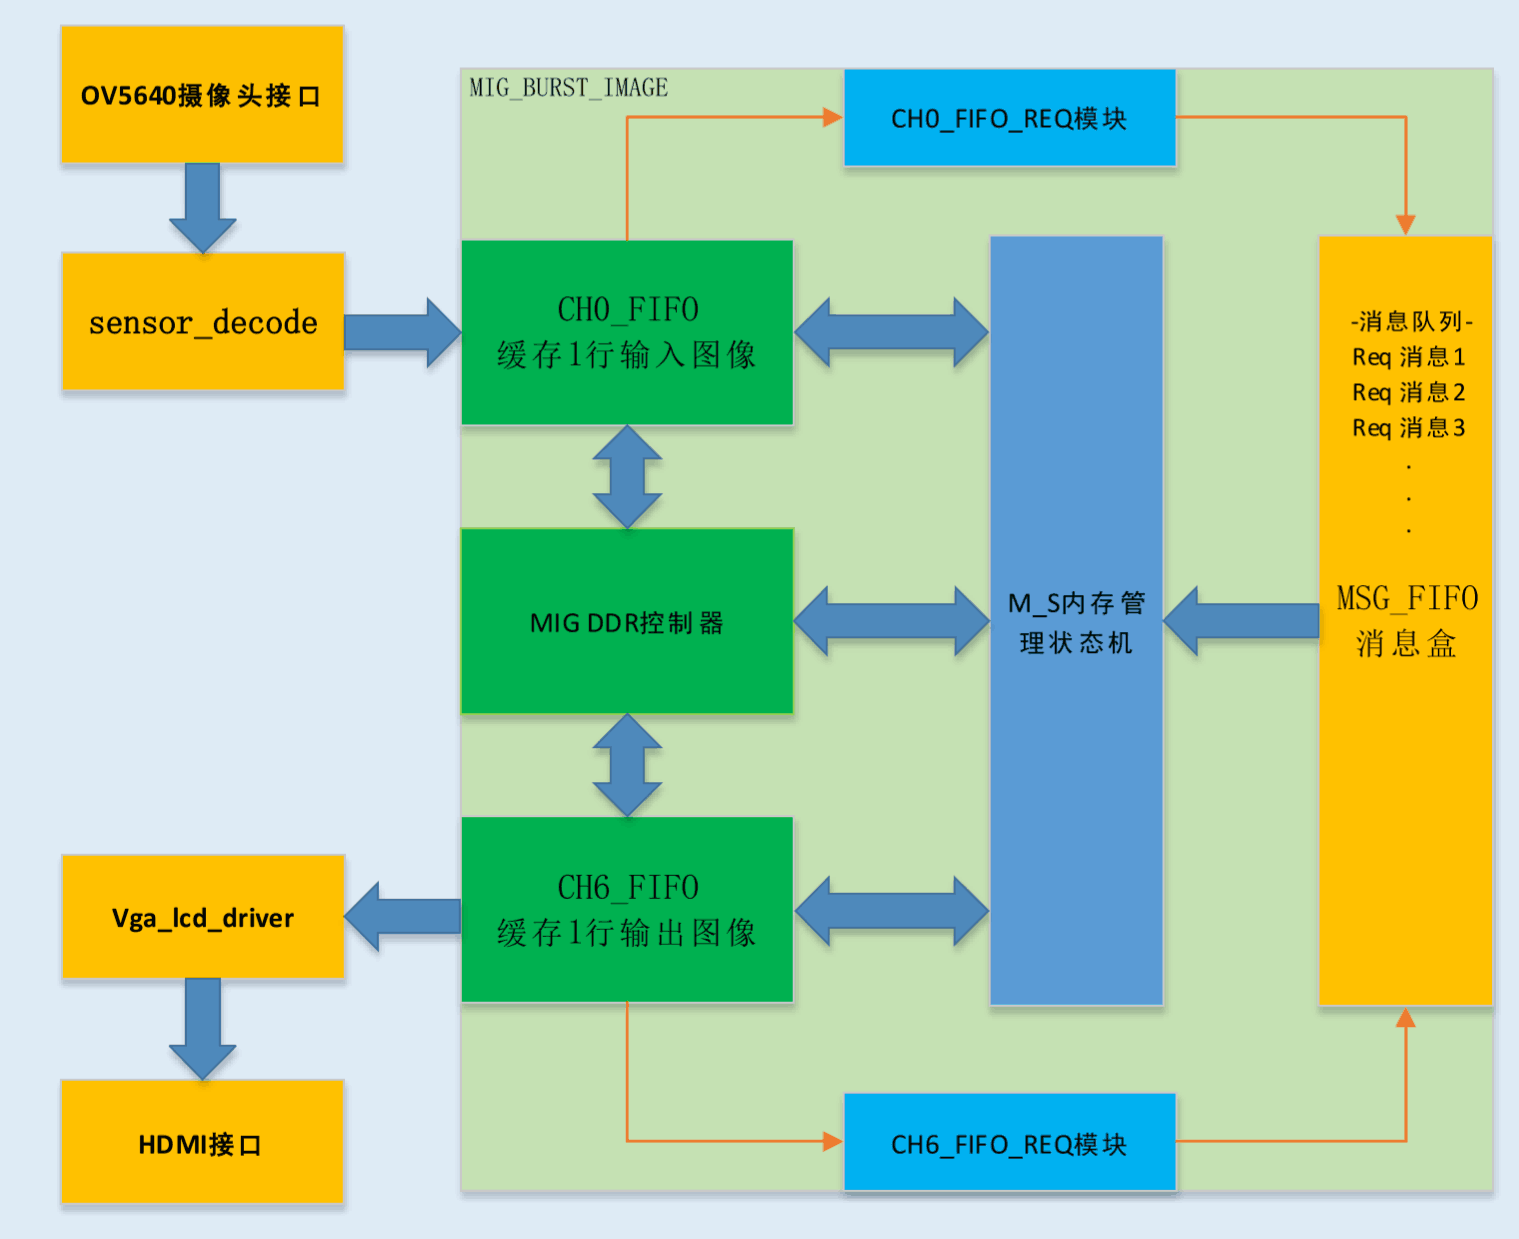 OV5640摄像头接口
MIG_BURST_IMAGE
CH0_FIFO_REQ模块
sensor_decode
CH0_FIFO
缓存1行输入图像
-消息队列-
Req 消息1
Req 消息2
Req 消息3
.
.
.
MIG DDR控制器
M_S内存管
理状态机
MSG_FIFO
消息盒
Vga_lcd_driver
CH6_FIFO
缓存1行输出图像
HDMI接口
CH6_FIFO_REQ模块